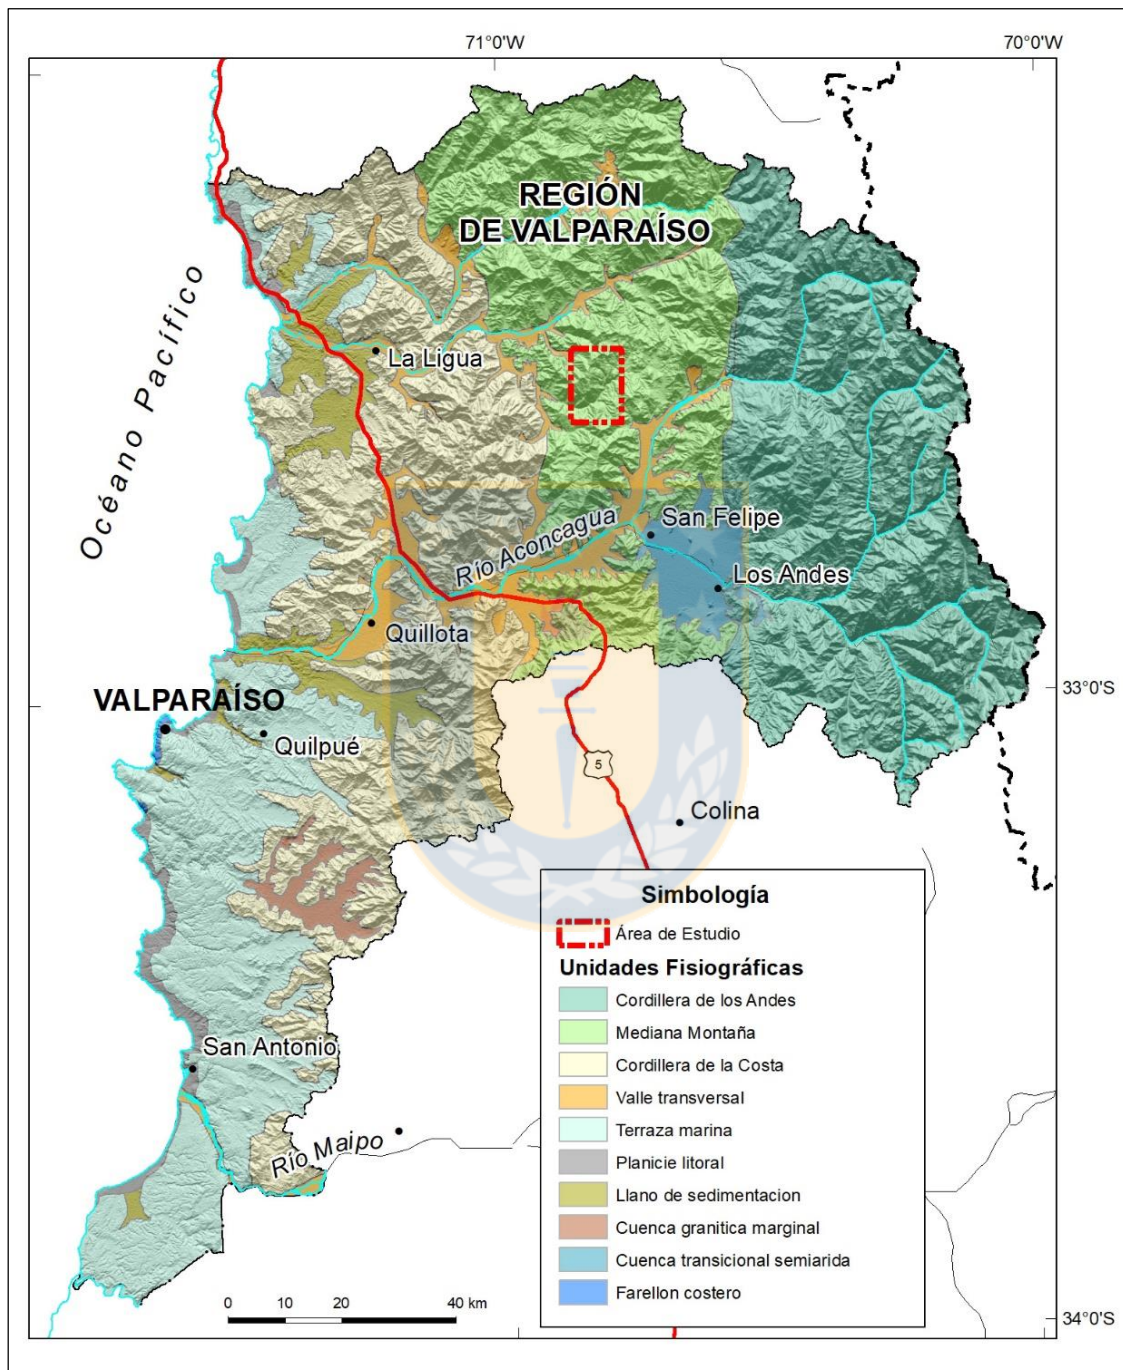 71°0'W
70°0'W
REGIÓN
DE VALPARAÍSO
Océano Pacífico
La Ligua
San Felipe
Río Aconcagua
Los Andes
Quillota
33°0'S
VALPARAÍSO
Quilpué
5
Colina
Simbología
Área de Estudio
Unidades Fisiográficas
Cordillera de los Andes
Mediana Montaña
Cordillera de la Costa
Valle transversal
Terraza marina
Planicie litoral
Llano de sedimentacion
Cuenca granitica marginal
Cuenca transicional semiarida
Farellon costero
San Antonio
Río Maipo
0 10 20 40 km
34°0'S